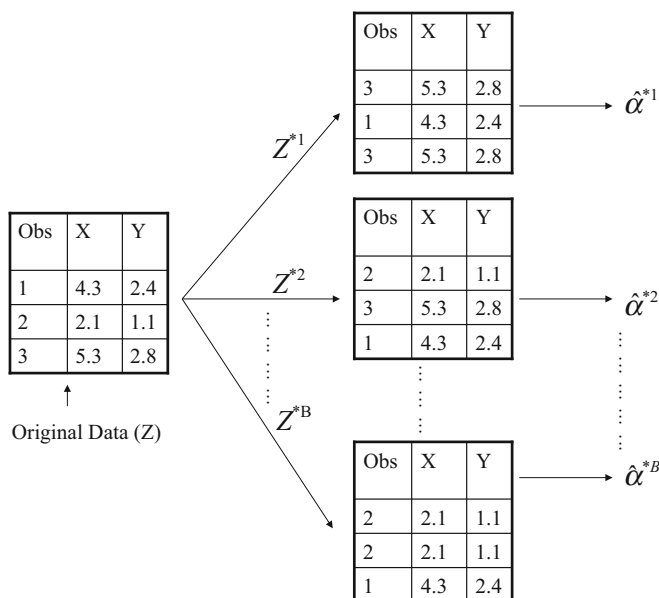 Obs X Y
3 5.3 2.8
1 4.3 2.4
3 5.3 2.8
Z*1
α̂*1
Obs X Y
1 4.3 2.4
2 2.1 1.1
3 5.3 2.8
Original Data (Z)
Z*2
Obs X Y
2 2.1 1.1
3 5.3 2.8
1 4.3 2.4
α̂*2
Z*B
Obs X Y
2 2.1 1.1
2 2.1 1.1
1 4.3 2.4
α̂*B